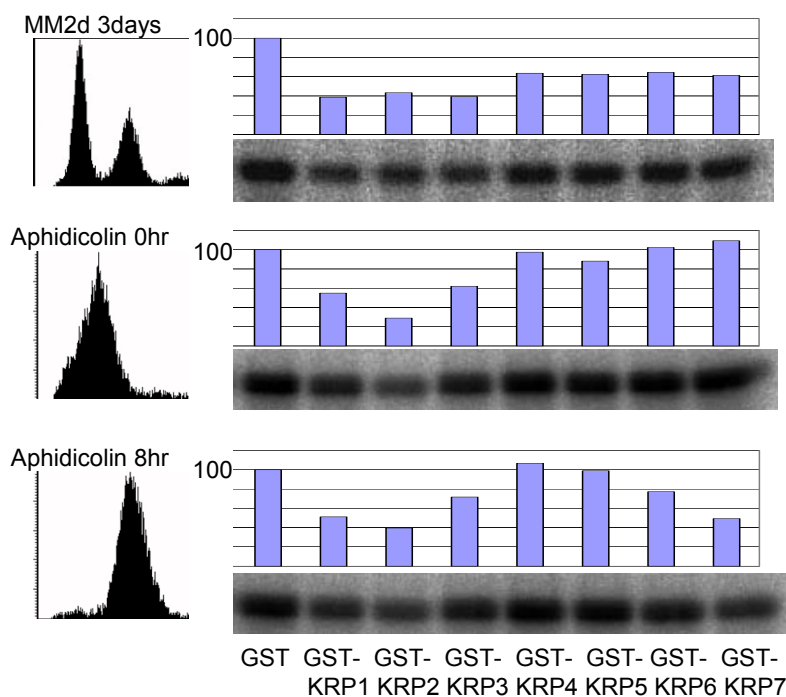 MM2d 3days
100
Aphidicolin 0hr
100
Aphidicolin 8hr
100
GST GST-KRP1 GST-KRP2 GST-KRP3 GST-KRP4 GST-KRP5 GST-KRP6 GST-KRP7